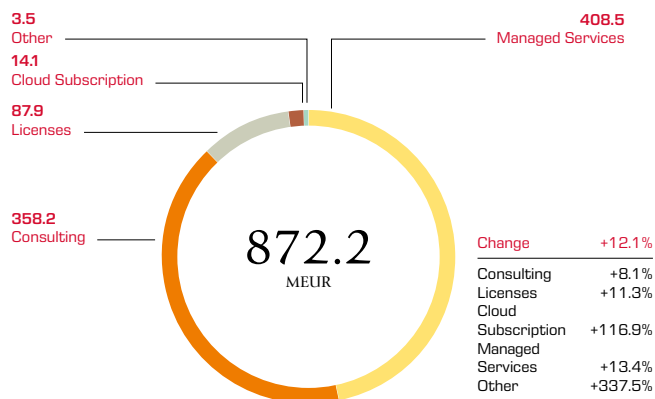 3.5
Other
14.1
Cloud Subscription
87.9
Licenses
358.2
Consulting
408.5
Managed Services
872.2
MEUR
Change +12.1%
Consulting +8.1%
Licenses +11.3%
Cloud
Subscription +116.9%
Managed
Services +13.4%
Other +337.5%